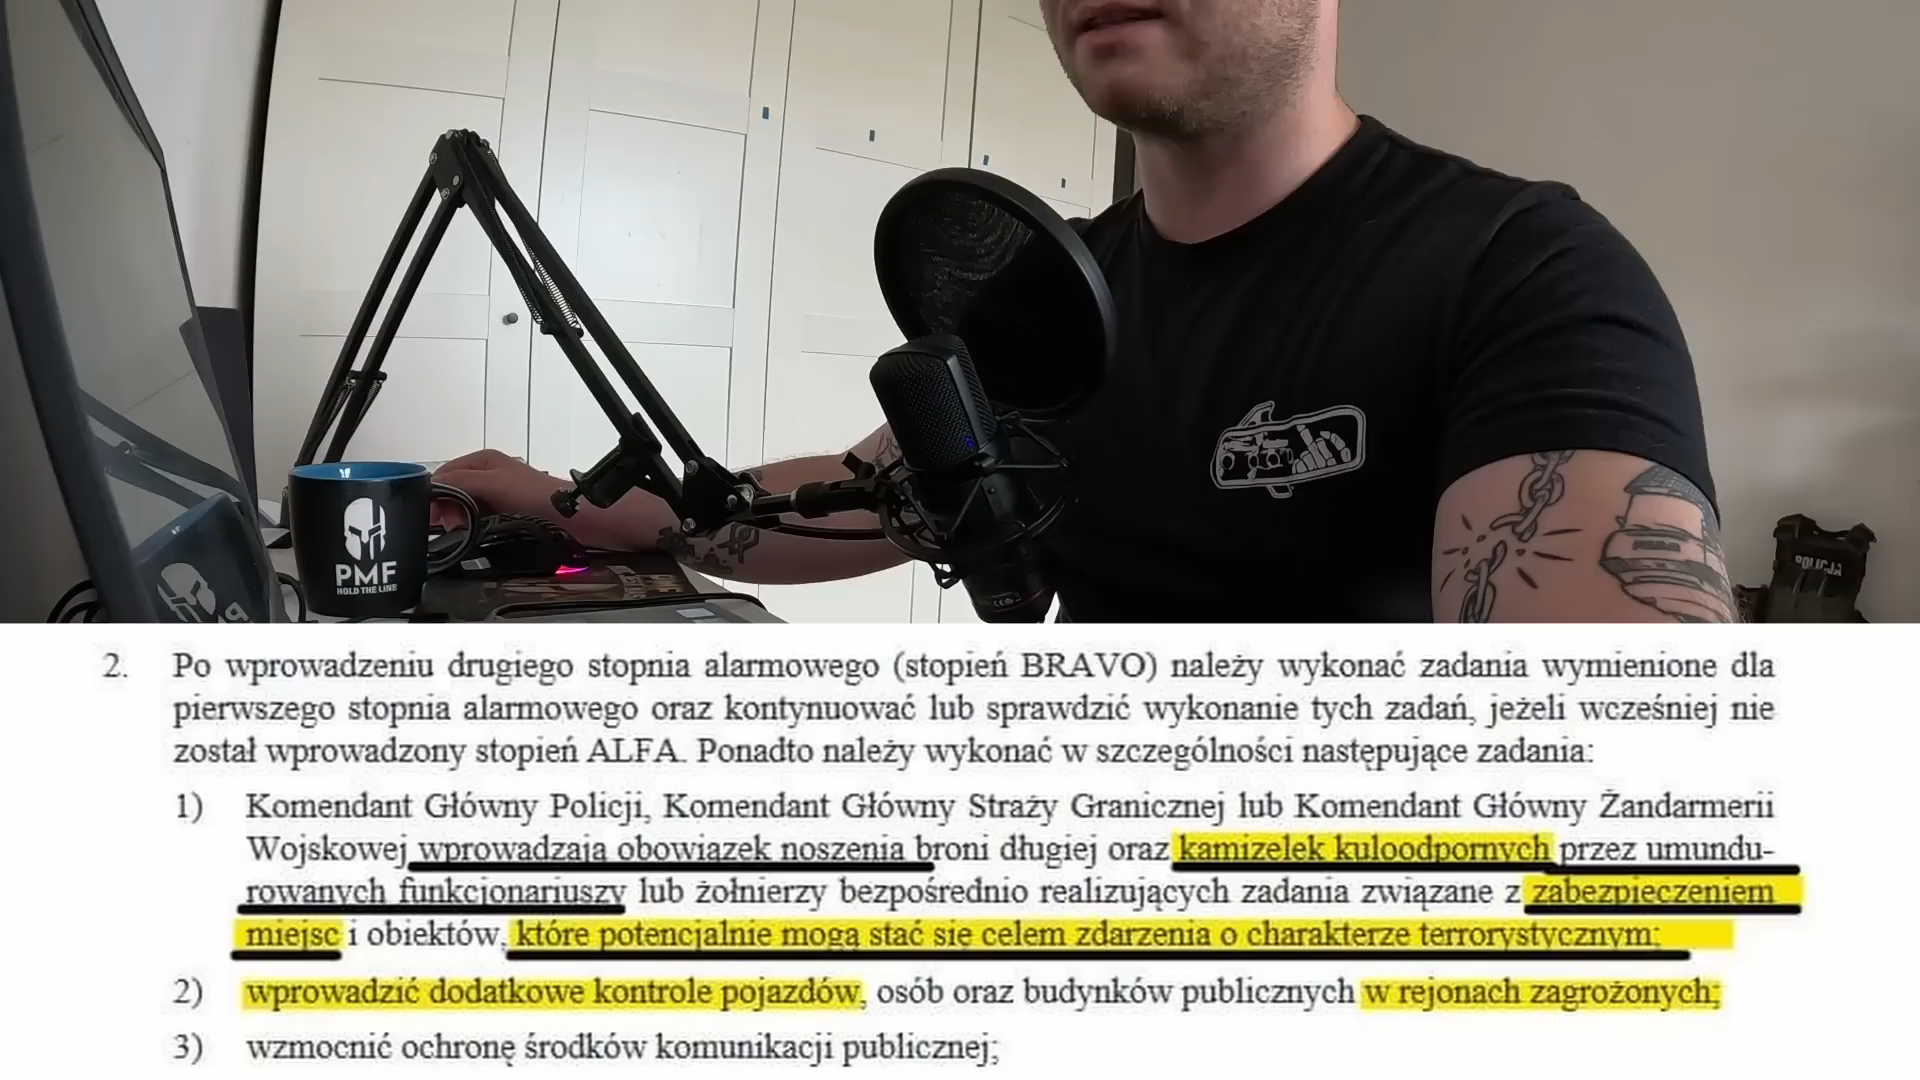 PMF
HOLD THE LINE
POLICJA
2. Po wprowadzeniu drugiego stopnia alarmowego (stopień BRAVO) należy wykonać zadania wymienione dla
pierwszego stopnia alarmowego oraz kontynuować lub sprawdzić wykonanie tych zadań, jeżeli wcześniej nie
został wprowadzony stopień ALFA. Ponadto należy wykonać w szczególności następujące zadania:
1) Komendant Główny Policji, Komendant Główny Straży Granicznej lub Komendant Główny Żandarmerii
Wojskowej wprowadzają obowiązek noszenia broni długiej oraz kamizelek kuloodpornych przez umundu-
rowanych funkcjonariuszy lub żołnierzy bezpośrednio realizujących zadania związane z zabezpieczeniem
miejsc i obiektów, które potencjalnie mogą stać się celem zdarzenia o charakterze terrorystycznym;
2) wprowadzić dodatkowe kontrole pojazdów, osób oraz budynków publicznych w rejonach zagrożonych;
3) wzmocnić ochronę środków komunikacji publicznej;